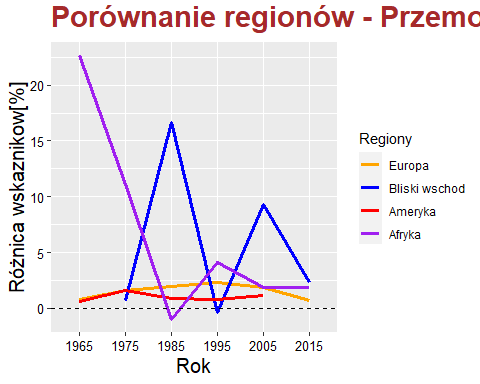 Porównanie regionów - Przemo
Różnica wskaznikow[%]
20
15
10
5
0
1965 1975 1985 1995 2005 2015
Rok
Regiony
Europa
Bliski wschod
Ameryka
Afryka